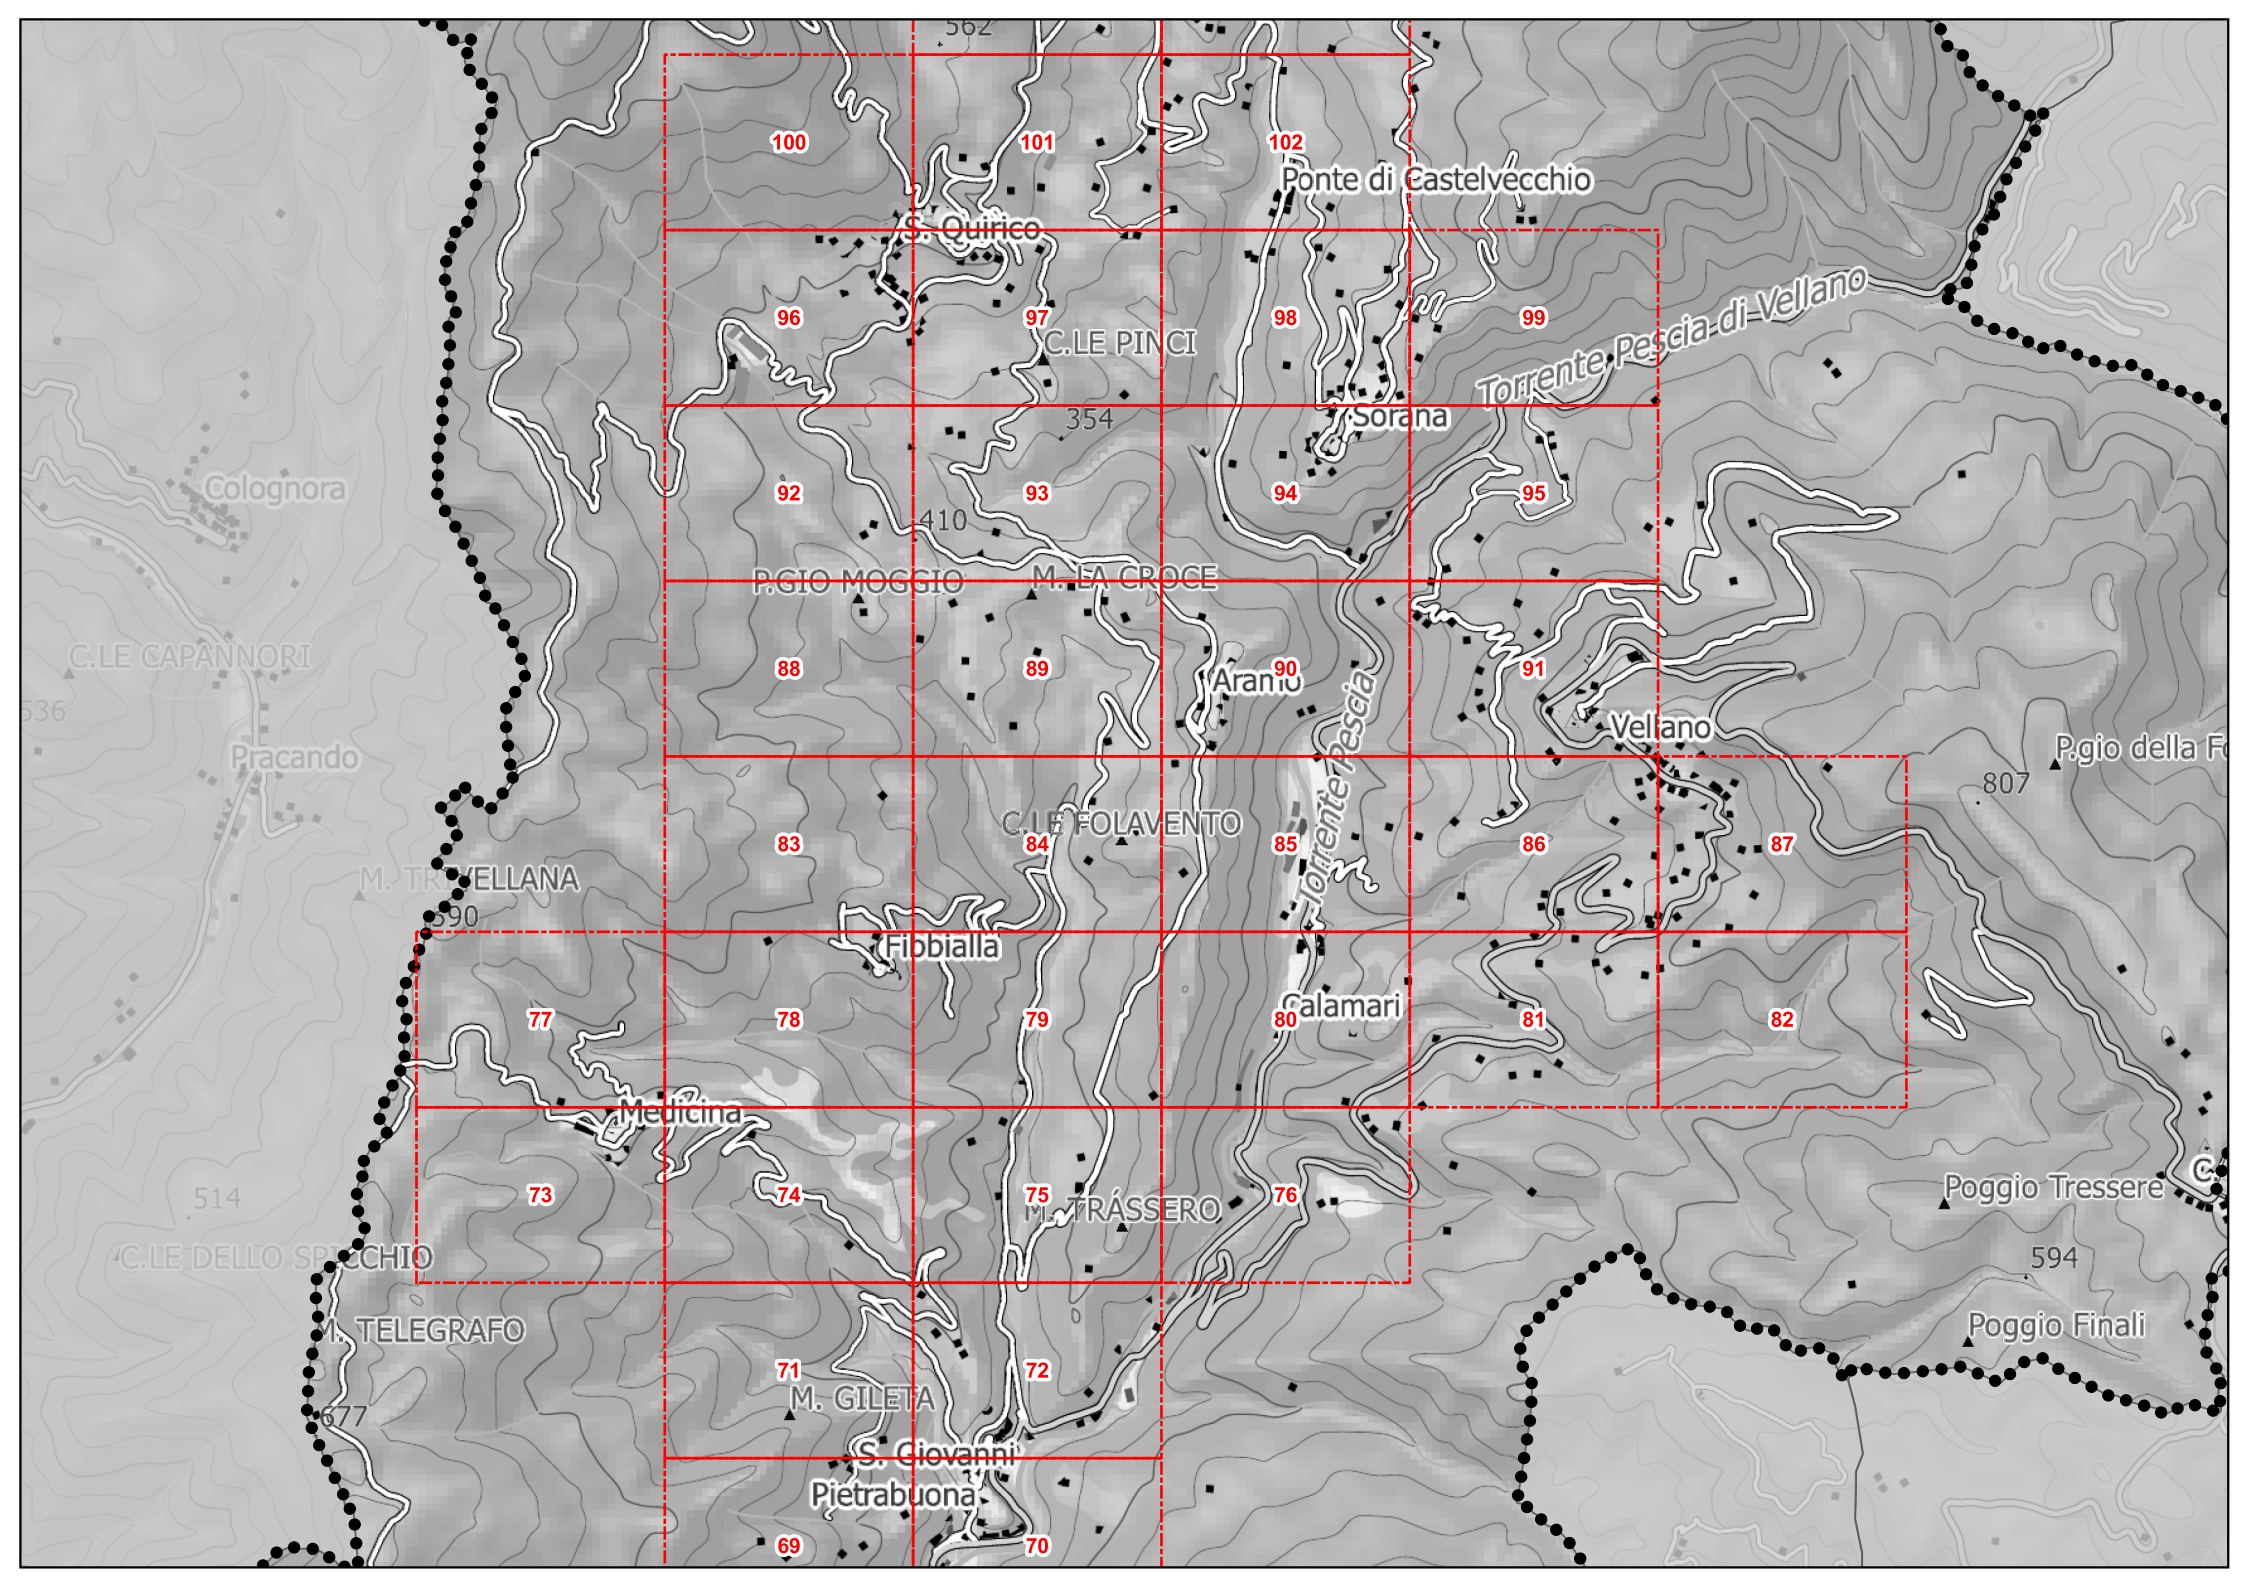 562
100
101
102
Ponte di Castelvecchio
S. Quirico
96
97
98
99
C.LE PINCI
Torrente Pescia di Vellano
354
Sorana
Colognora
92
93
94
95
410
P.GIO MOGGIO
M. LA CROCE
C.LE CAPANNORI
88
89
90
91
Aramo
536
Vellano
Pracando
P.gio della Fo
807
Torrente Pescia
C.LE FOLAVENTO
83
84
85
86
87
M. TRIVELLANA
590
Fibbialla
Calamari
77
78
79
80
81
82
Medicina
C.
514
73
74
75
76
Poggio Tressere
M. TRÁSSERO
C.LE DELLO SPICCHIO
594
M. TELEGRAFO
Poggio Finali
71
72
M. GILETA
677
S. Giovanni
Pietrabuona
69
70